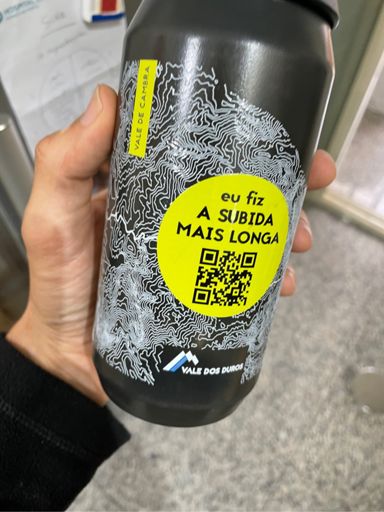 VALE DE CAMBRA
eu fiz
A SUBIDA
MAIS LONGA
VALE DOS DUROS